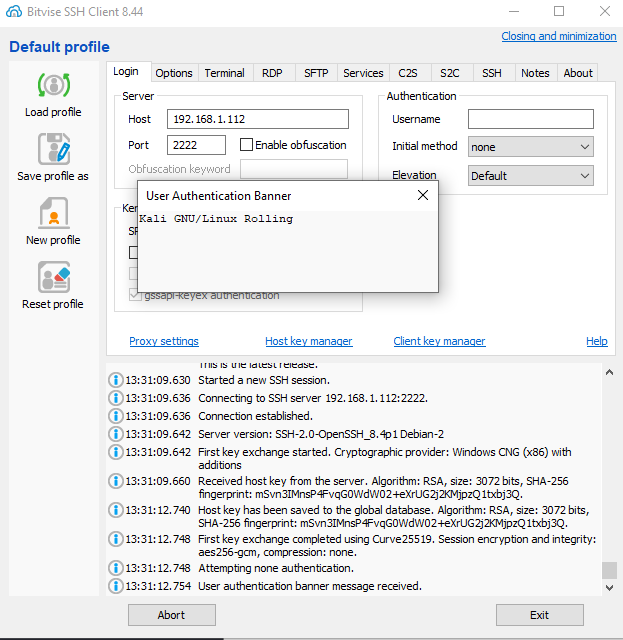 Bitvise SSH Client 8.44
Default profile
Closing and minimization
Load profile
Save profile as
New profile
Reset profile
Login
Options
Terminal
RDP
SFTP
Services
C2S
S2C
SSH
Notes
About
Server
Host 192.168.1.112
Port 2222 Enable obfuscation
Obfuscation keyword
Authentication
Username
Initial method none
Elevation Default
User Authentication Banner
Kali GNU/Linux Rolling
gssapi-keyex authentication
Proxy settings
Host key manager
Client key manager
Help
This is the latest release.
13:31:09.630 Started a new SSH session.
13:31:09.636 Connecting to SSH server 192.168.1.112:2222.
13:31:09.636 Connection established.
13:31:09.642 Server version: SSH-2.0-OpenSSH_8.4p1 Debian-2
13:31:09.642 First key exchange started. Cryptographic provider: Windows CNG (x86) with
additions
13:31:09.660 Received host key from the server. Algorithm: RSA, size: 3072 bits, SHA-256
fingerprint: mSvn3IMnsP4FvqG0WdW02+eXrUG2j2KMjpzQ1txbj3Q.
13:31:12.740 Host key has been saved to the global database. Algorithm: RSA, size: 3072 bits,
SHA-256 fingerprint: mSvn3IMnsP4FvqG0WdW02+eXrUG2j2KMjpzQ1txbj3Q.
13:31:12.748 First key exchange completed using Curve25519. Session encryption and integrity:
aes256-gcm, compression: none.
13:31:12.748 Attempting none authentication.
13:31:12.754 User authentication banner message received.
Abort
Exit